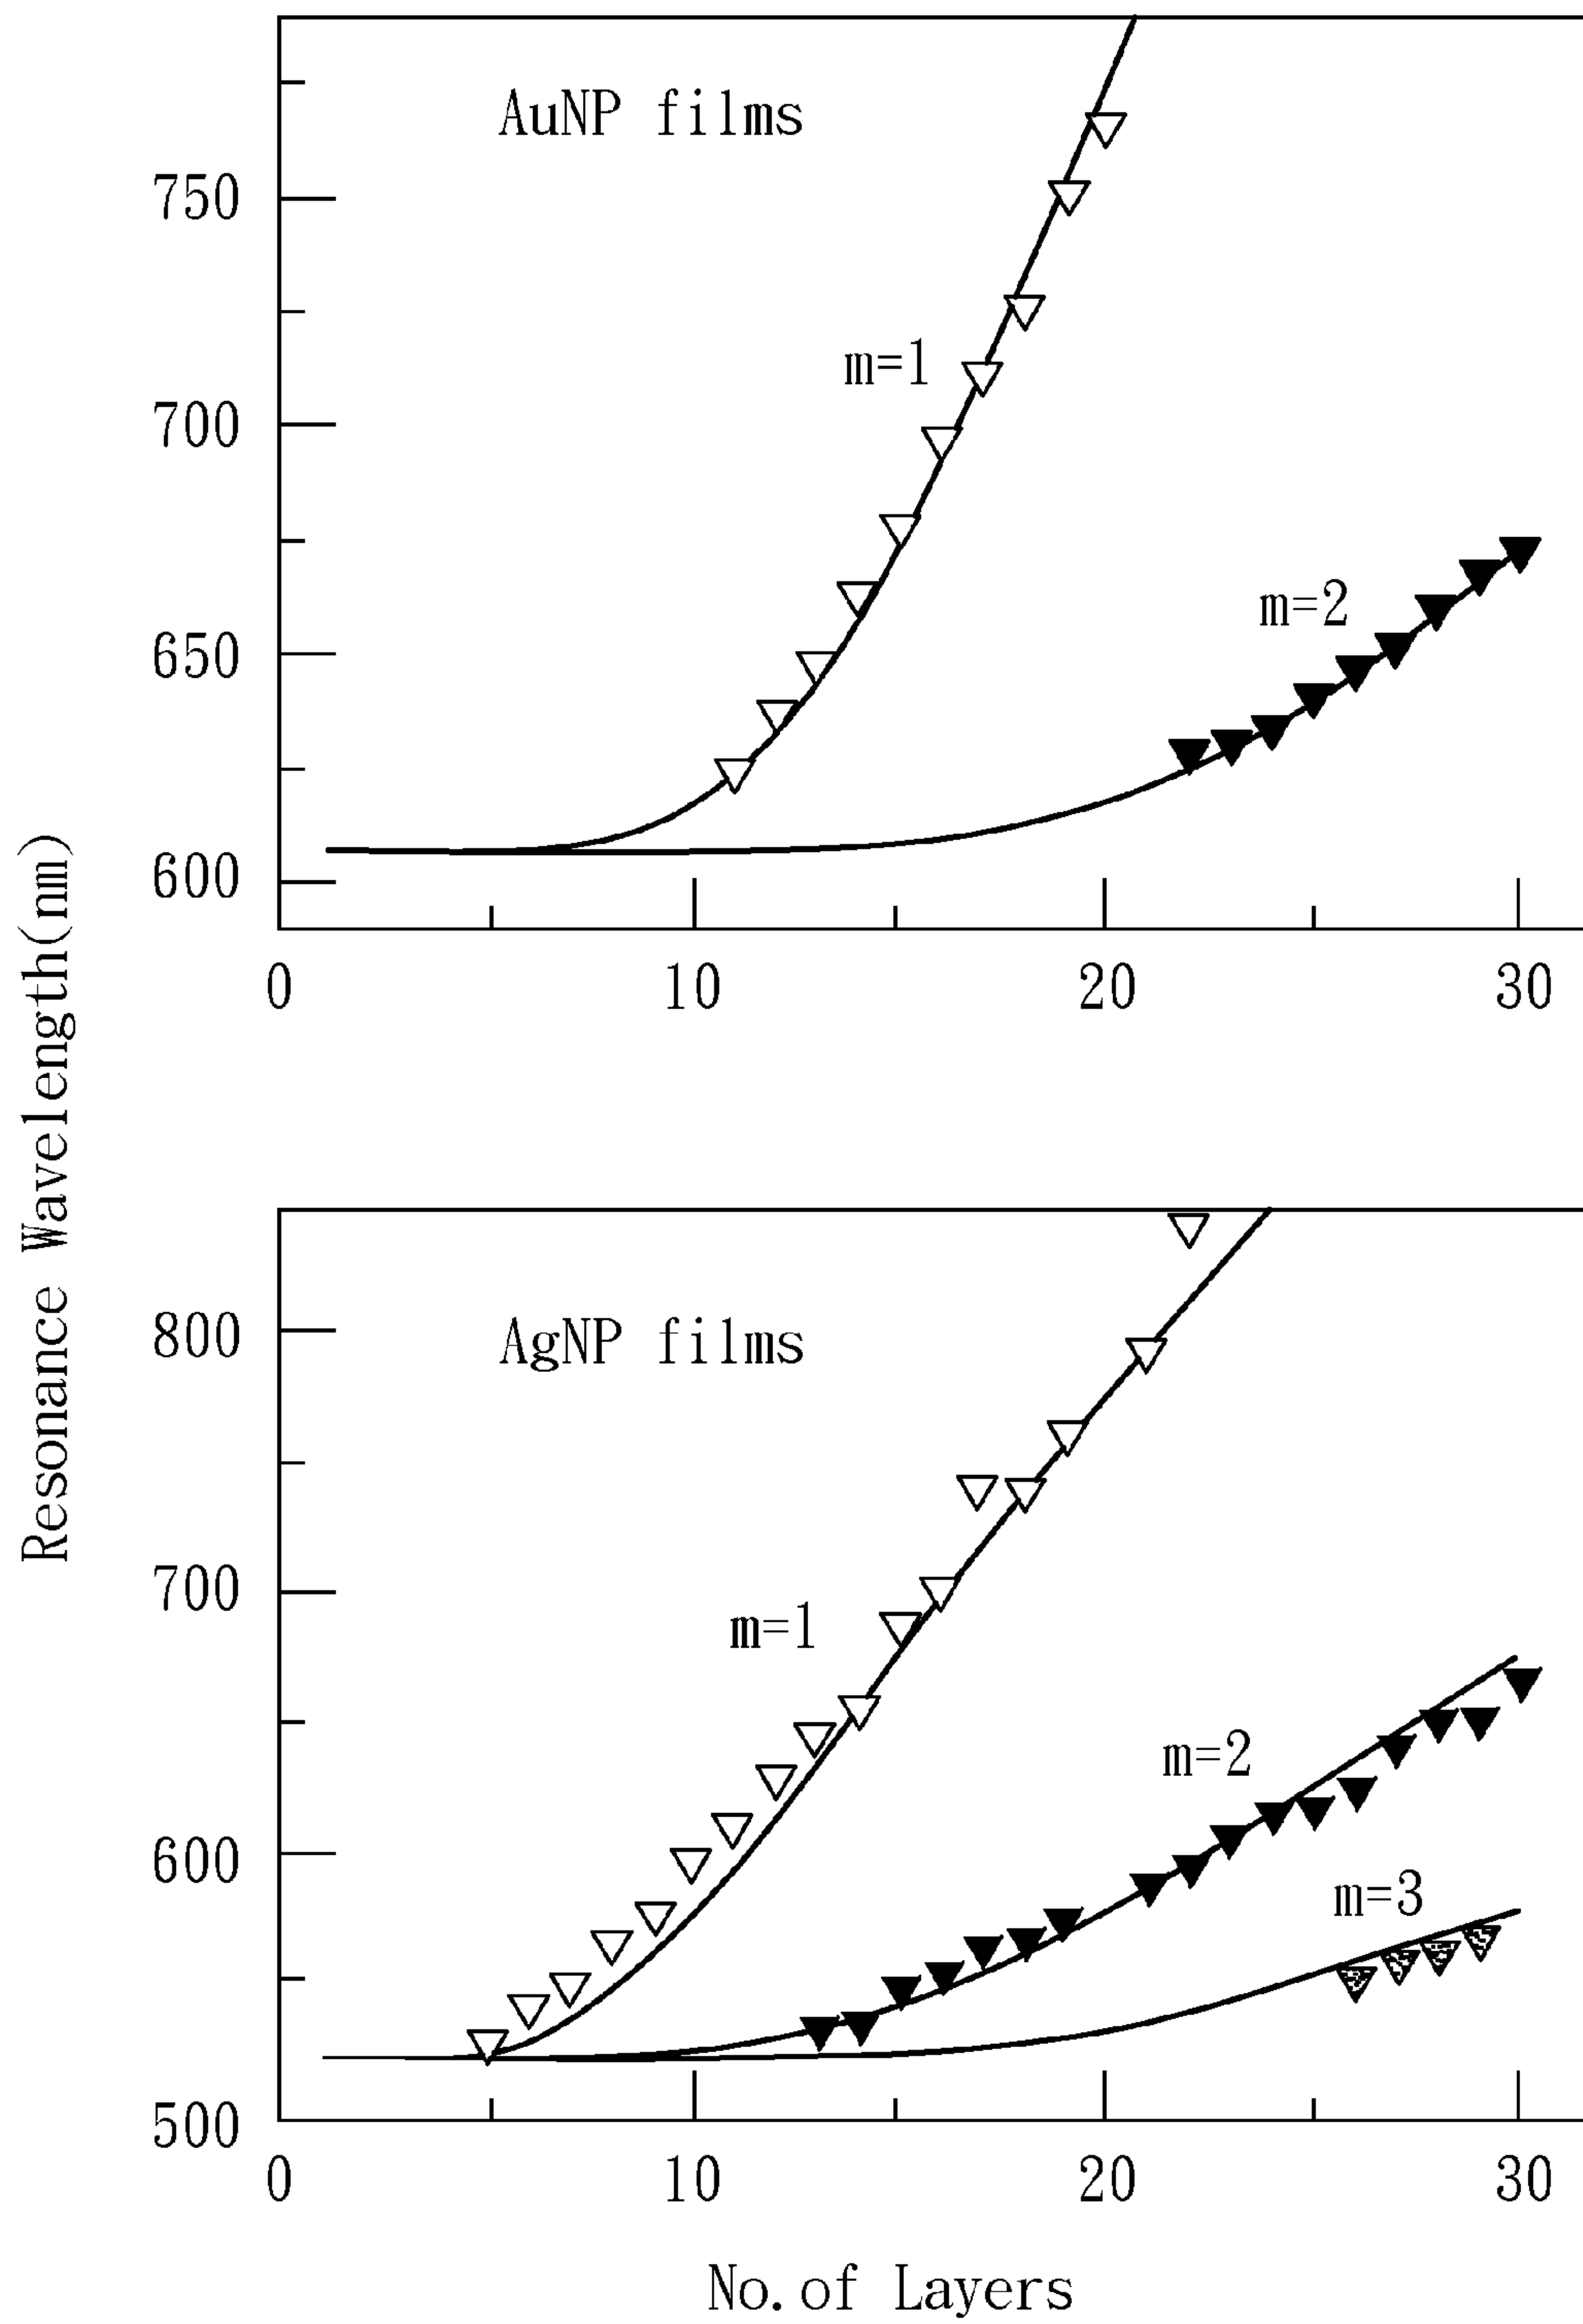 AuNP films
750
m=1
700
m=2
650
600
0 10 20 30
Resonance Wavelength(nm)
800
AgNP films
700
m=1
m=2
600
m=3
500
0 10 20 30
No.of Layers